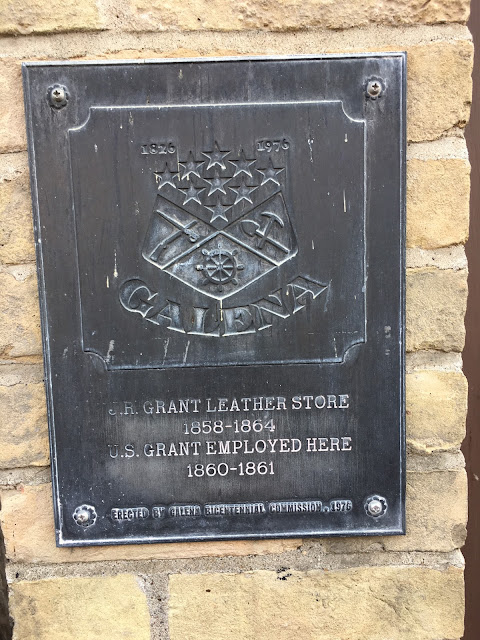 1826 1976
GALENA
J.R. GRANT LEATHER STORE
1858-1864
U.S. GRANT EMPLOYED HERE
1860-1861
ERECTED BY GALENA BICENTENNIAL COMMISSION, 1976